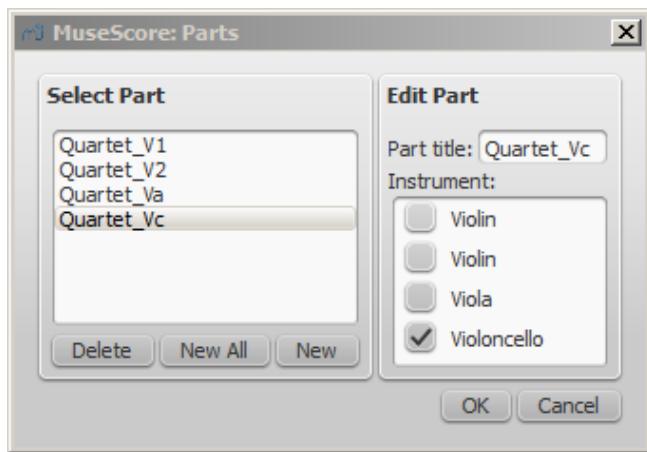 MuseScore: Parts
Select Part
Quartet_V1
Quartet_V2
Quartet_Va
Quartet_Vc
Delete New All New
Edit Part
Part title: Quartet_Vc
Instrument:
Violin
Violin
Viola
Violoncello
OK Cancel